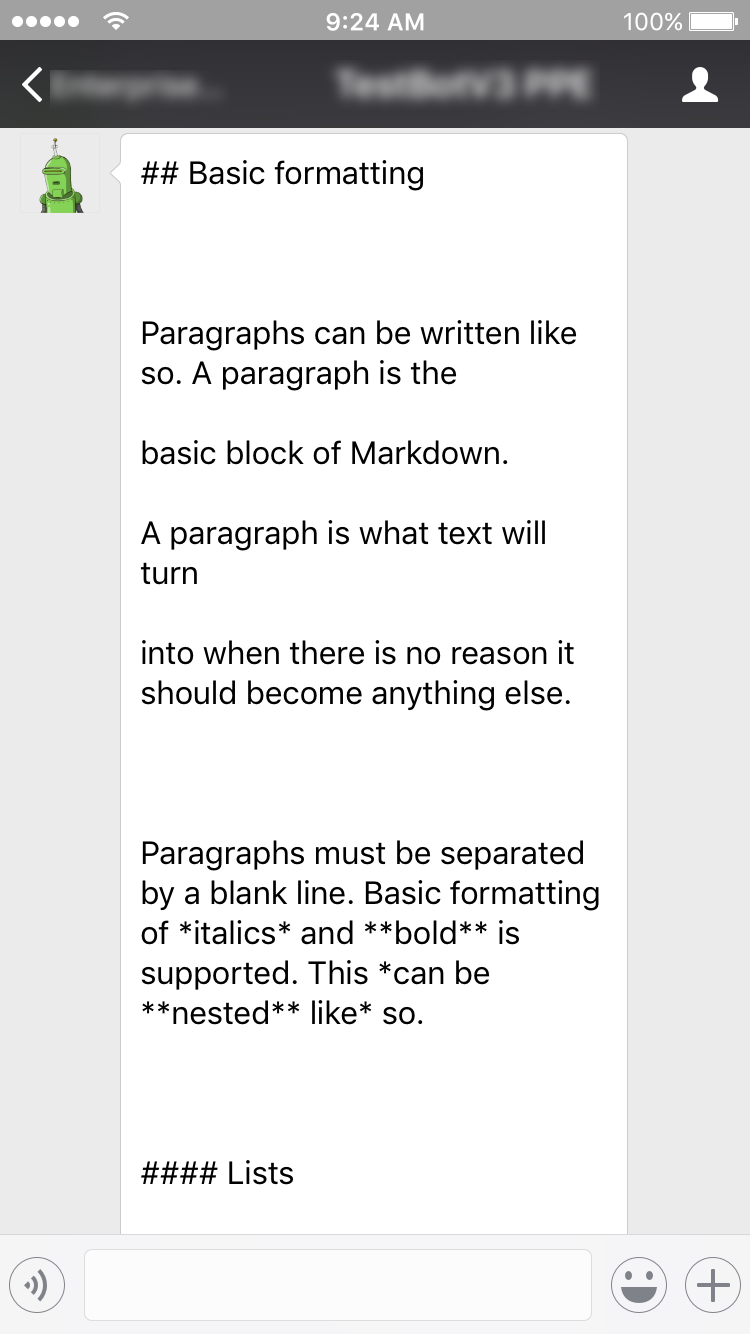 9:24 AM
100%
## Basic formatting
Paragraphs can be written like
so. A paragraph is the
basic block of Markdown.
A paragraph is what text will
turn
into when there is no reason it
should become anything else.
Paragraphs must be separated
by a blank line. Basic formatting
of *italics* and **bold** is
supported. This *can be
**nested** like* so.
#### Lists